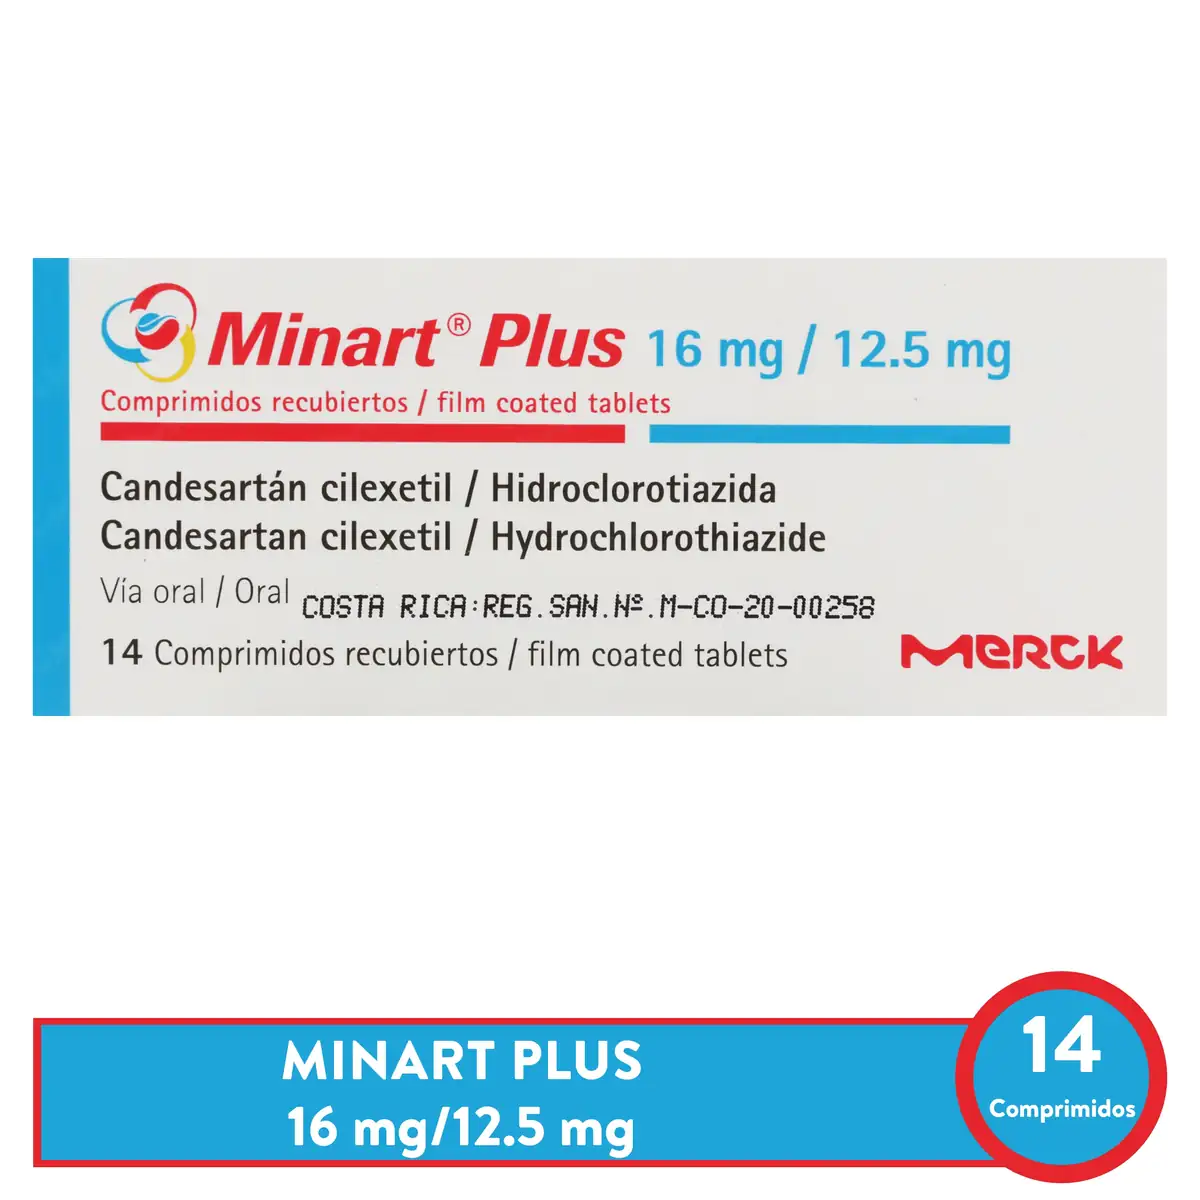 Minart® Plus 16 mg / 12.5 mg
Comprimidos recubiertos / film coated tablets
Candesartán cilexetil / Hidroclorotiazida
Candesartan cilexetil / Hydrochlorothiazide
Vía oral / Oral COSTA RICA:REG.SAN.Nº.M-CO-20-00258
14 Comprimidos recubiertos / film coated tablets
MERCK
MINART PLUS
16 mg/12.5 mg
14
Comprimidos